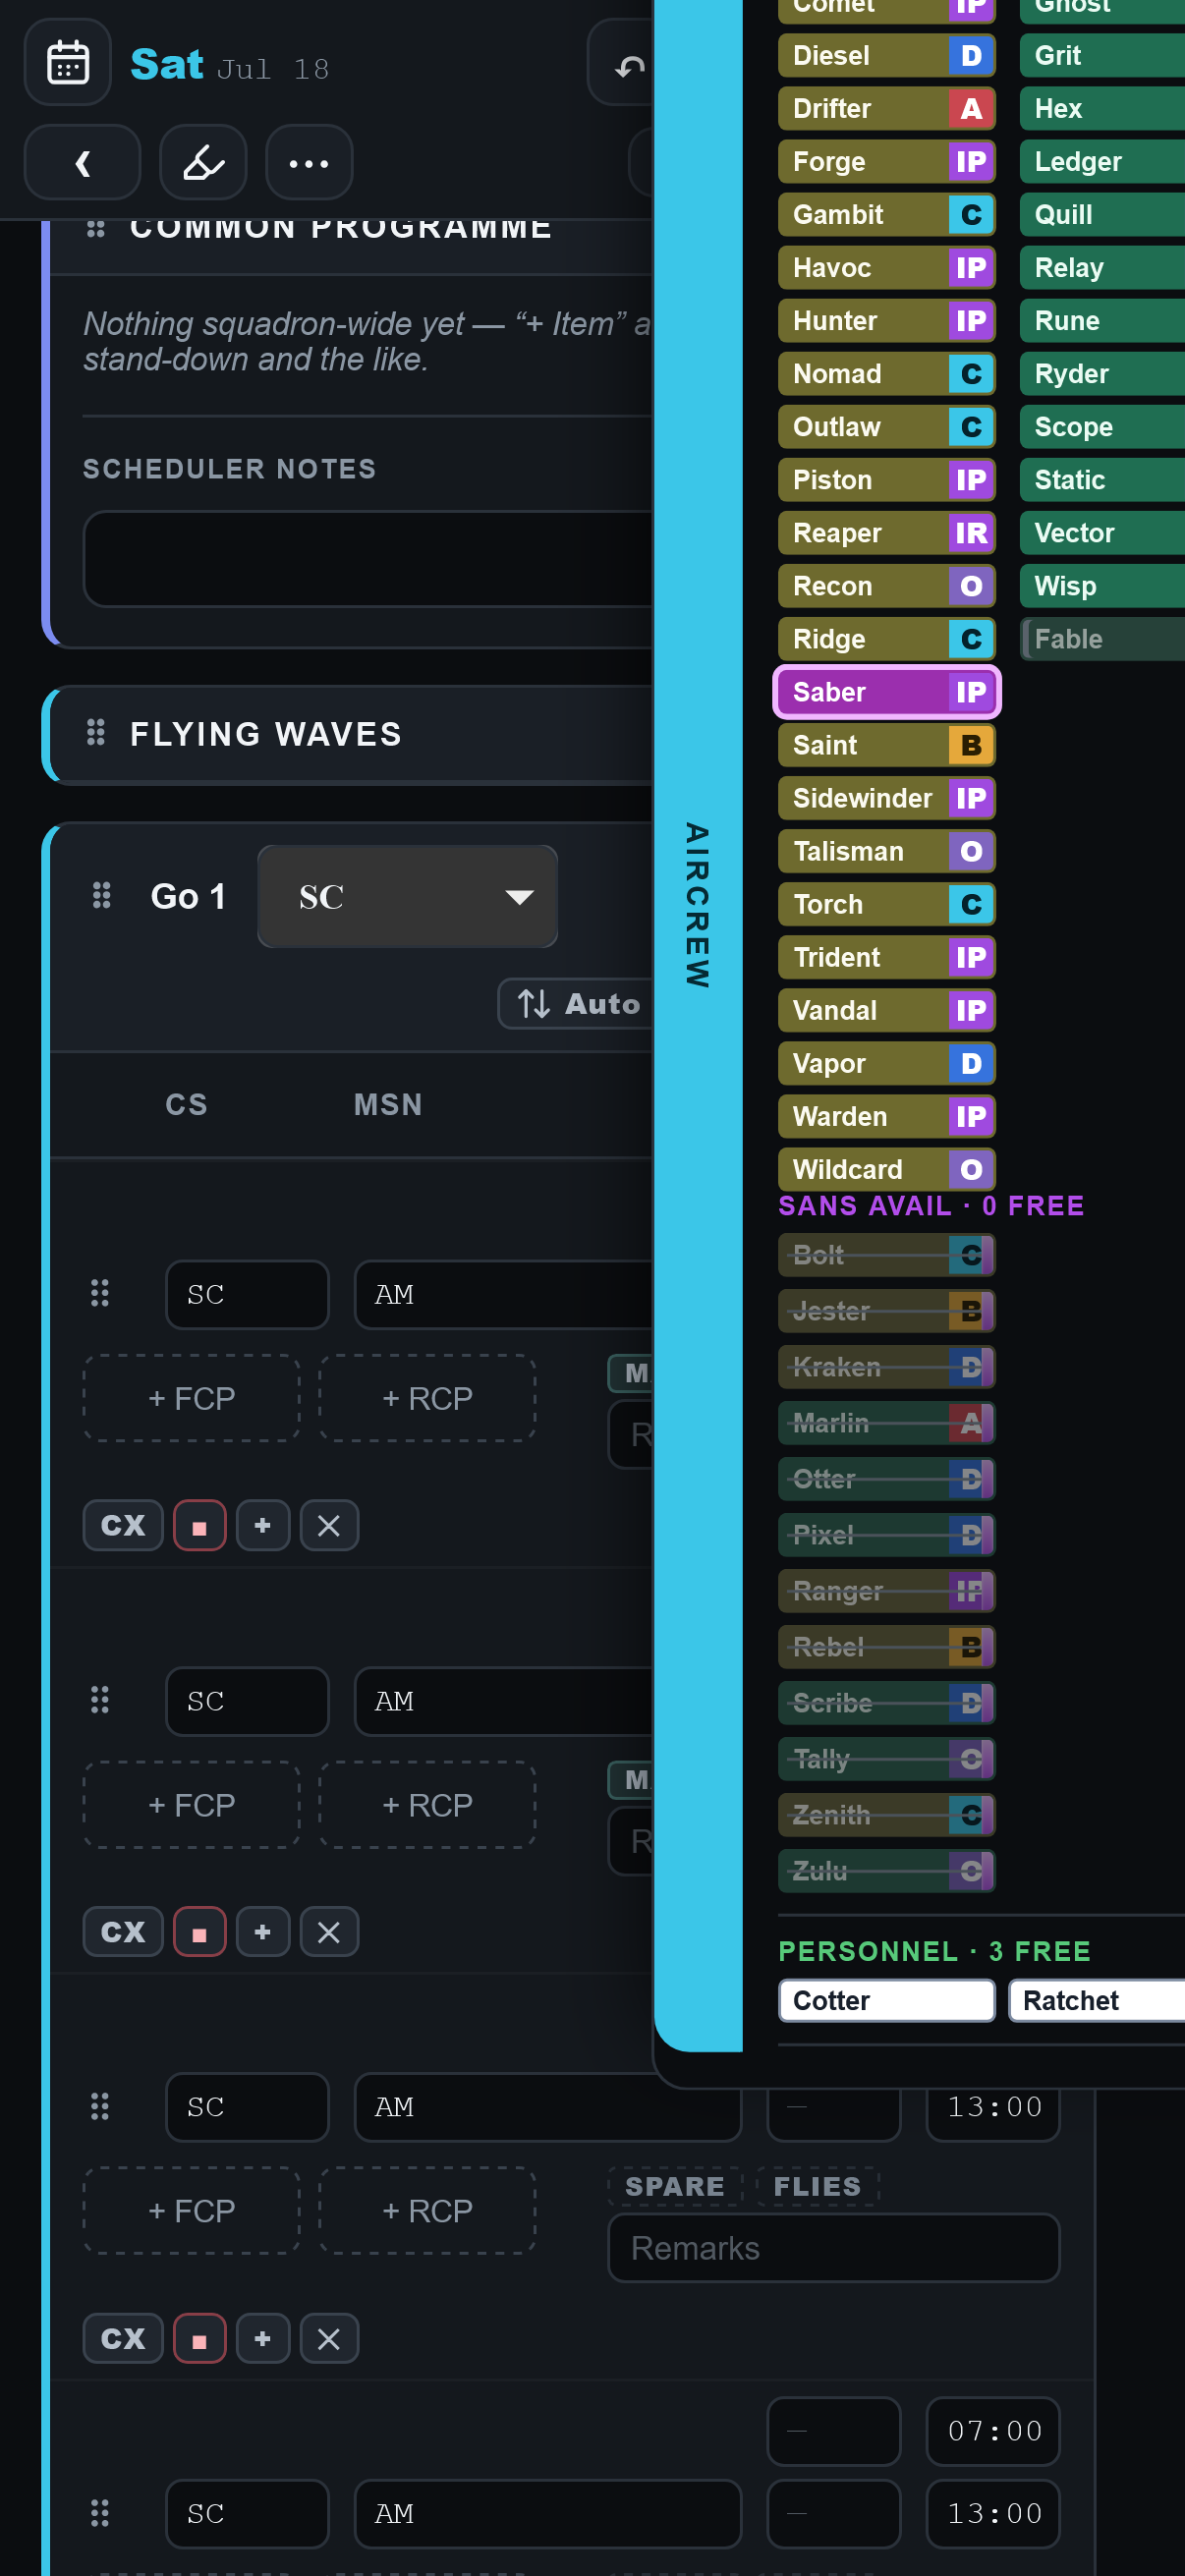 Sat Jul 18
COMMON PROGRAMME
Nothing squadron-wide yet — “+ Item” a
stand-down and the like.
SCHEDULER NOTES
FLYING WAVES
Go 1 SC
Auto
CS MSN
SC AM
+ FCP + RCP
CX + ×
SC AM
+ FCP + RCP
CX + ×
SC AM — 13:00
+ FCP + RCP SPARE FLIES
Remarks
CX + ×
— 07:00
SC AM — 13:00
AIRCREW
Comet IP Ghost
Diesel D Grit
Drifter A Hex
Forge IP Ledger
Gambit C Quill
Havoc IP Relay
Hunter IP Rune
Nomad C Ryder
Outlaw C Scope
Piston IP Static
Reaper IR Vector
Recon O Wisp
Ridge C Fable
Saber IP
Saint B
Sidewinder IP
Talisman O
Torch C
Trident IP
Vandal IP
Vapor D
Warden IP
Wildcard O
SANS AVAIL · 0 FREE
Bolt C
Jester B
Kraken D
Marlin A
Otter D
Pixel D
Ranger IP
Rebel B
Scribe D
Tally
Zenith C
Zulu
PERSONNEL · 3 FREE
Cotter Ratchet